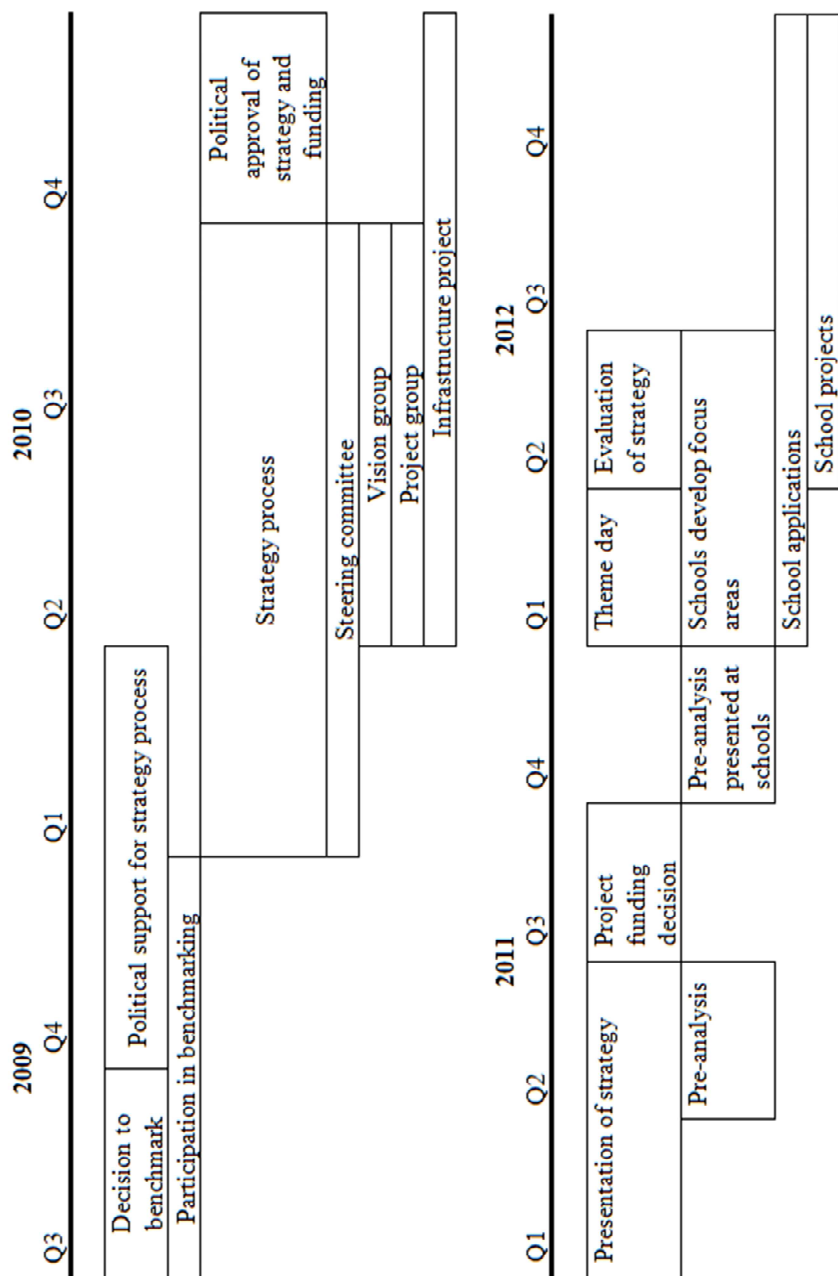 2009
2010
Q3
Q4
Q1
Q2
Q3
Q4
Decision to
benchmark
Political support for strategy process
Participation in benchmarking
Strategy process
Political
approval of
strategy and
funding
Steering committee
Vision group
Project group
Infrastructure project
2011
2012
Q1
Q2
Q3
Q4
Q1
Q2
Q3
Q4
Presentation of strategy
Project
funding
decision
Theme day
Evaluation
of strategy
Pre-analysis
Pre-analysis
presented at
schools
Schools develop focus
areas
School applications
School projects